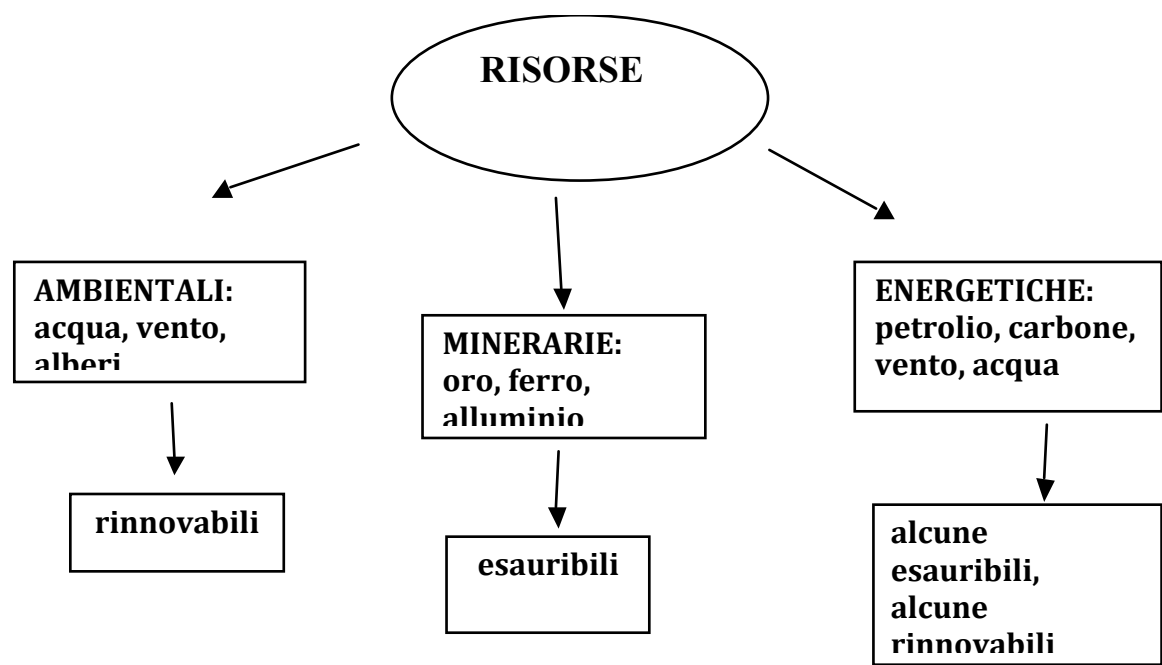 RISORSE
AMBIENTALI:
acqua, vento,
alberi
MINERARIE:
oro, ferro,
alluminio
ENERGETICHE:
petrolio, carbone,
vento, acqua
rinnovabili
esauribili
alcune
esauribili,
alcune
rinnovabili